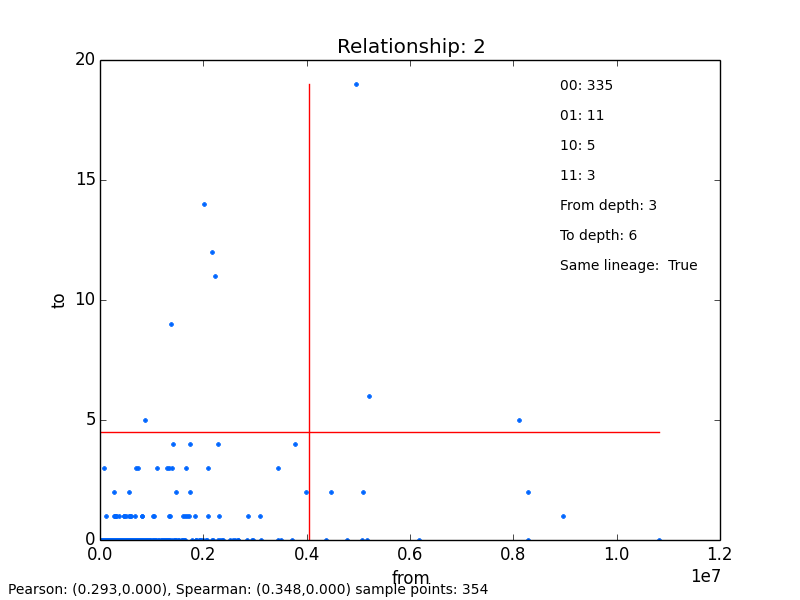 Relationship: 2
20
15
10
5
0
to
00: 335
01: 11
10: 5
11: 3
From depth: 3
To depth: 6
Same lineage:  True
0.0 0.2 0.4 0.6 0.8 1.0 1.2
1e7
from
Pearson: (0.293,0.000), Spearman: (0.348,0.000) sample points: 354